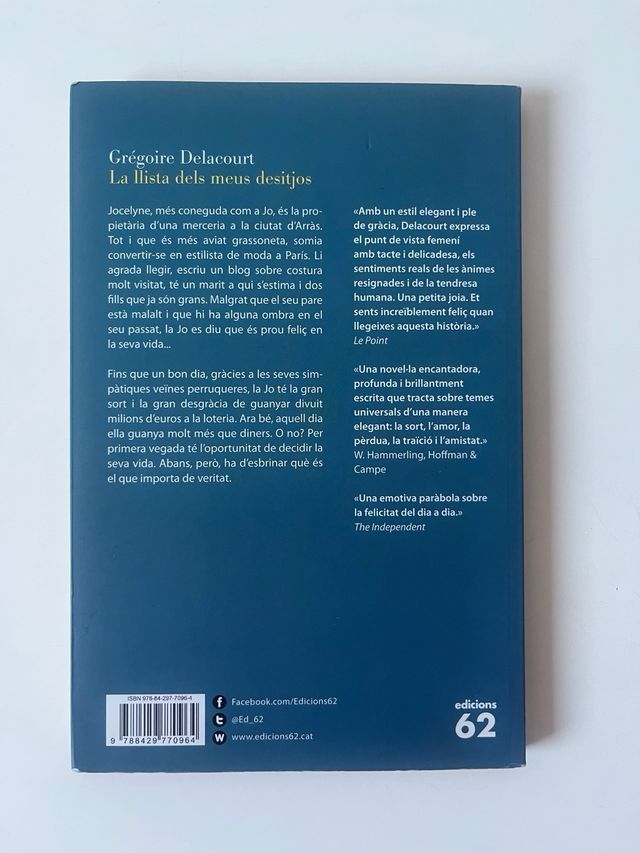 Grégoire Delacourt
La llista dels meus desitjos
Jocelyne, més coneguda com a Jo, és la pro-
pietària d'una merceria a la ciutat d'Arràs.
Tot i que és més aviat grassoneta, somia
convertir-se en estilista de moda a París. Li
agrada llegir, escriu un blog sobre costura
molt visitat, té un marit a qui s'estima i dos
fills que ja són grans. Malgrat que el seu pare
està malalt i que hi ha alguna ombra en el
seu passat, la Jo es diu que és prou feliç en
la seva vida...
Fins que un bon dia, gràcies a les seves sim-
pàtiques veïnes perruqueres, la Jo té la gran
sort i la gran desgràcia de guanyar divuit
milions d'euros a la loteria. Ara bé, aquell dia
ella guanya molt més que diners. O no? Per
primera vegada té l'oportunitat de decidir la
seva vida. Abans, però, ha d'esbrinar què és
el que importa de veritat.
«Amb un estil elegant i ple
de gràcia, Delacourt expressa
el punt de vista femení
amb tacte i delicadesa, els
sentiments reals de les ànimes
resignades i de la tendresa
humana. Una petita joia. Et
sents increïblement feliç quan
llegeixes aquesta història.»
Le Point
«Una novel·la encantadora,
profunda i brillantment
escrita que tracta sobre temes
universals d'una manera
elegant: la sort, l'amor, la
pèrdua, la traïció i l'amistat.»
W. Hammerling, Hoffman &
Campe
«Una emotiva paràbola sobre
la felicitat del dia a dia.»
The Independent
ISBN 978-84-297-7096-4
9 788429 770964
Facebook.com/Edicions62
@Ed_62
www.edicions62.cat
edicions
62